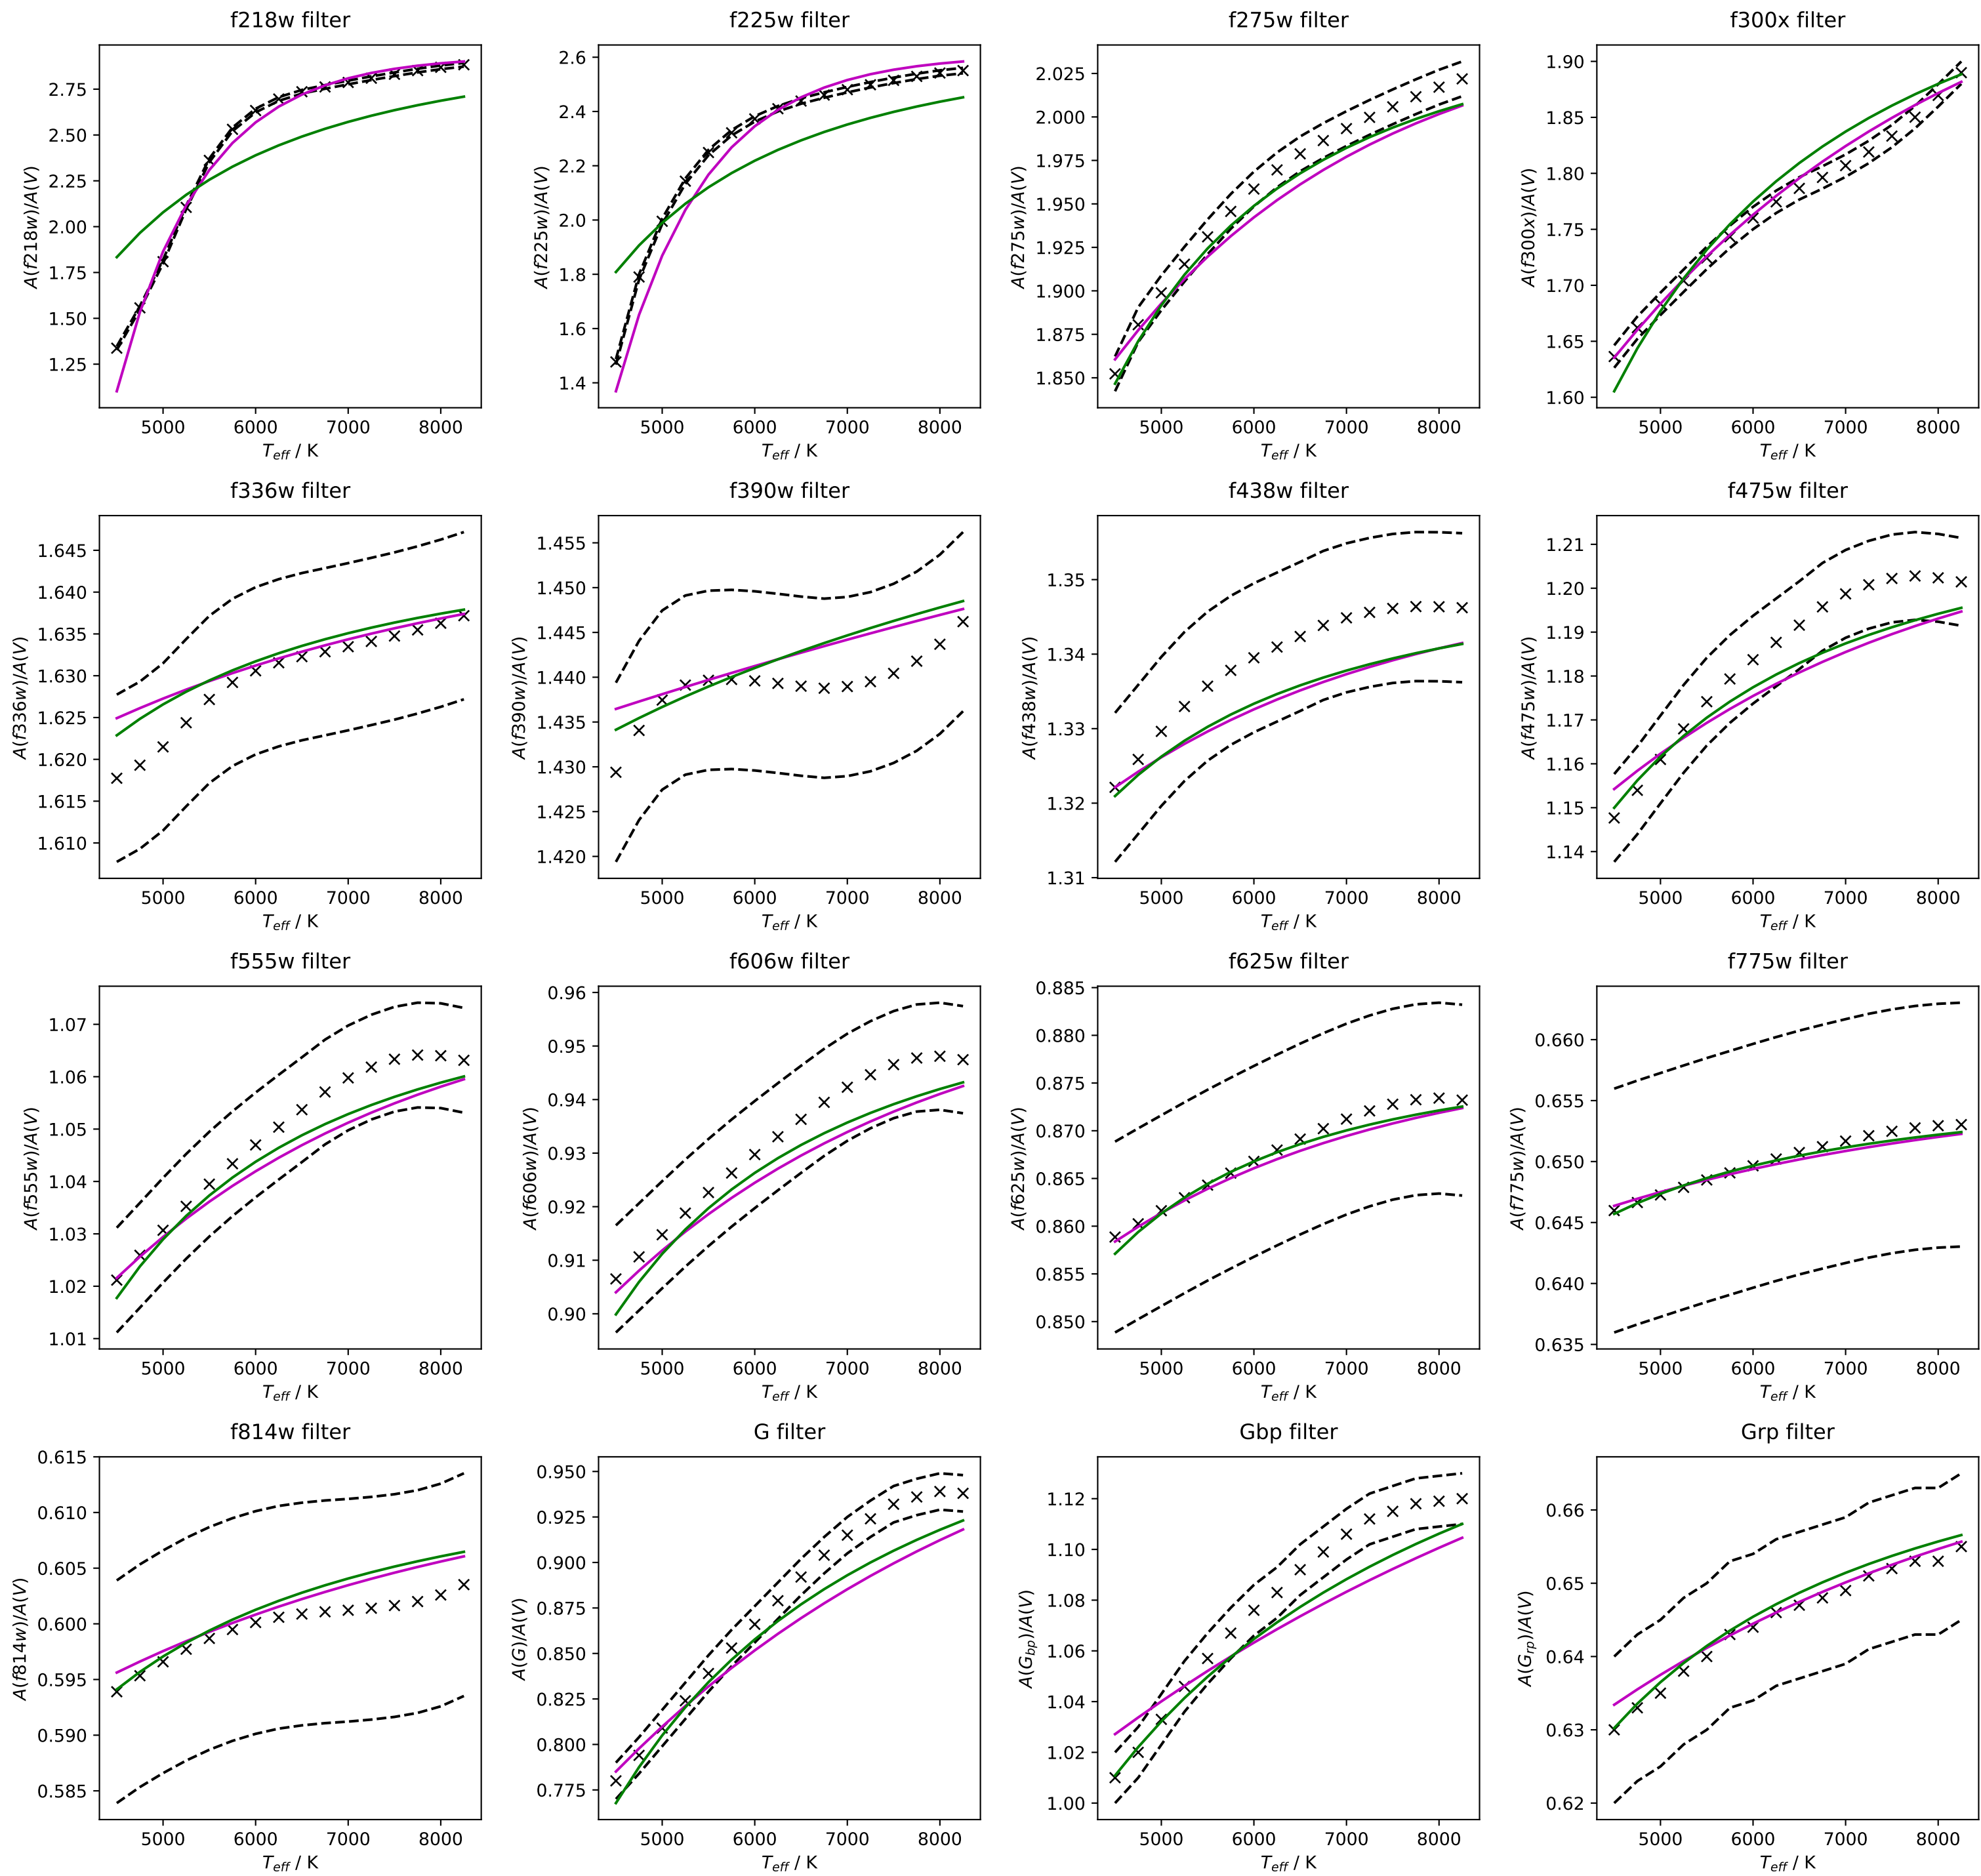 f218w filter
f225w filter
f275w filter
f300x filter
A(f218w)/A(V)
2.75
2.50
2.25
2.00
1.75
1.50
1.25
5000 6000 7000 8000
T_eff / K
A(f225w)/A(V)
2.6
2.4
2.2
2.0
1.8
1.6
1.4
5000 6000 7000 8000
T_eff / K
A(f275w)/A(V)
2.025
2.000
1.975
1.950
1.925
1.900
1.875
1.850
5000 6000 7000 8000
T_eff / K
A(f300x)/A(V)
1.90
1.85
1.80
1.75
1.70
1.65
1.60
5000 6000 7000 8000
T_eff / K
f336w filter
f390w filter
f438w filter
f475w filter
A(f336w)/A(V)
1.645
1.640
1.635
1.630
1.625
1.620
1.615
1.610
5000 6000 7000 8000
T_eff / K
A(f390w)/A(V)
1.455
1.450
1.445
1.440
1.435
1.430
1.425
1.420
5000 6000 7000 8000
T_eff / K
A(f438w)/A(V)
1.35
1.34
1.33
1.32
1.31
5000 6000 7000 8000
T_eff / K
A(f475w)/A(V)
1.21
1.20
1.19
1.18
1.17
1.16
1.15
1.14
5000 6000 7000 8000
T_eff / K
f555w filter
f606w filter
f625w filter
f775w filter
A(f555w)/A(V)
1.07
1.06
1.05
1.04
1.03
1.02
1.01
5000 6000 7000 8000
T_eff / K
A(f606w)/A(V)
0.96
0.95
0.94
0.93
0.92
0.91
0.90
5000 6000 7000 8000
T_eff / K
A(f625w)/A(V)
0.885
0.880
0.875
0.870
0.865
0.860
0.855
0.850
5000 6000 7000 8000
T_eff / K
A(f775w)/A(V)
0.660
0.655
0.650
0.645
0.640
0.635
5000 6000 7000 8000
T_eff / K
f814w filter
G filter
Gbp filter
Grp filter
A(f814w)/A(V)
0.615
0.610
0.605
0.600
0.595
0.590
0.585
5000 6000 7000 8000
T_eff / K
A(G)/A(V)
0.950
0.925
0.900
0.875
0.850
0.825
0.800
0.775
5000 6000 7000 8000
T_eff / K
A(G_bp)/A(V)
1.12
1.10
1.08
1.06
1.04
1.02
1.00
5000 6000 7000 8000
T_eff / K
A(G_rp)/A(V)
0.66
0.65
0.64
0.63
0.62
5000 6000 7000 8000
T_eff / K